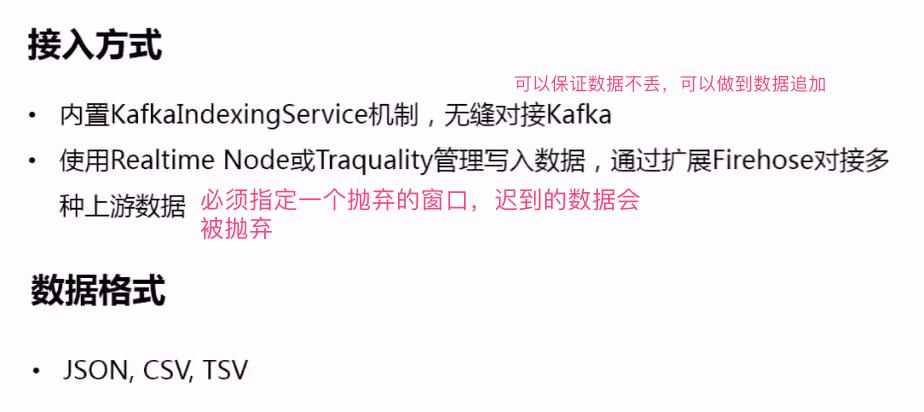 接入方式
可以保证数据不丢，可以做到数据追加
• 内置KafkaIndexingService机制，无缝对接Kafka
• 使用Realtime Node或Traquality管理写入数据，通过扩展Firehose对接多
种上游数据
必须指定一个抛弃的窗口，迟到的数据会
被抛弃
数据格式
• JSON, CSV, TSV